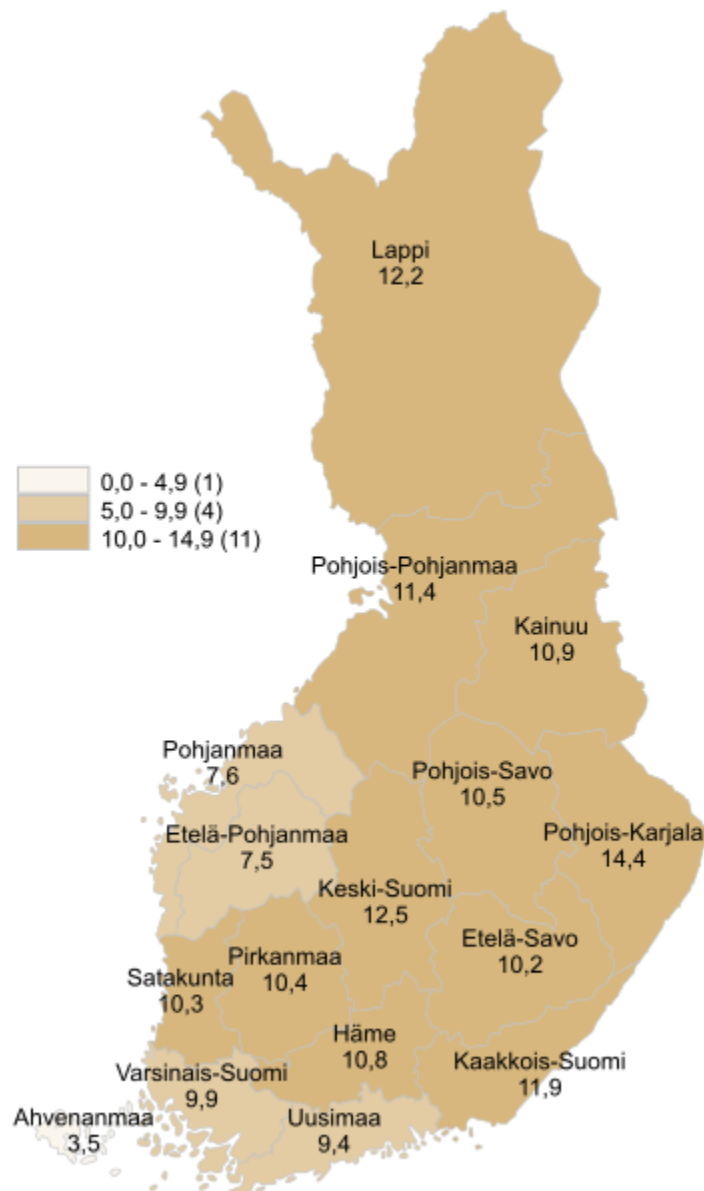 Lappi
12,2
0,0 - 4,9 (1)
5,0 - 9,9 (4)
10,0 - 14,9 (11)
Pohjois-Pohjanmaa
11,4
Kainuu
10,9
Pohjanmaa
7,6
Pohjois-Savo
10,5
Etelä-Pohjanmaa
7,5
Pohjois-Karjala
14,4
Keski-Suomi
12,5
Etelä-Savo
10,2
Pirkanmaa
10,4
Satakunta
10,3
Häme
10,8
Kaakkois-Suomi
11,9
Varsinais-Suomi
9,9
Ahvenanmaa
3,5
Uusimaa
9,4